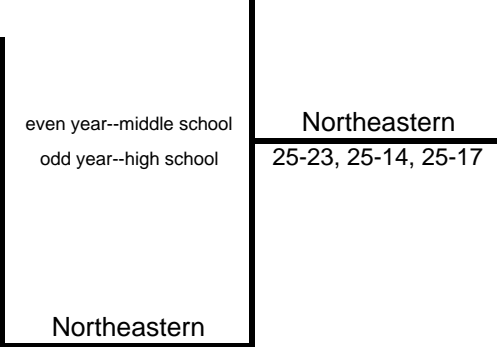 even year--middle school
odd year--high school
Northeastern
Northeastern
25-23, 25-14, 25-17